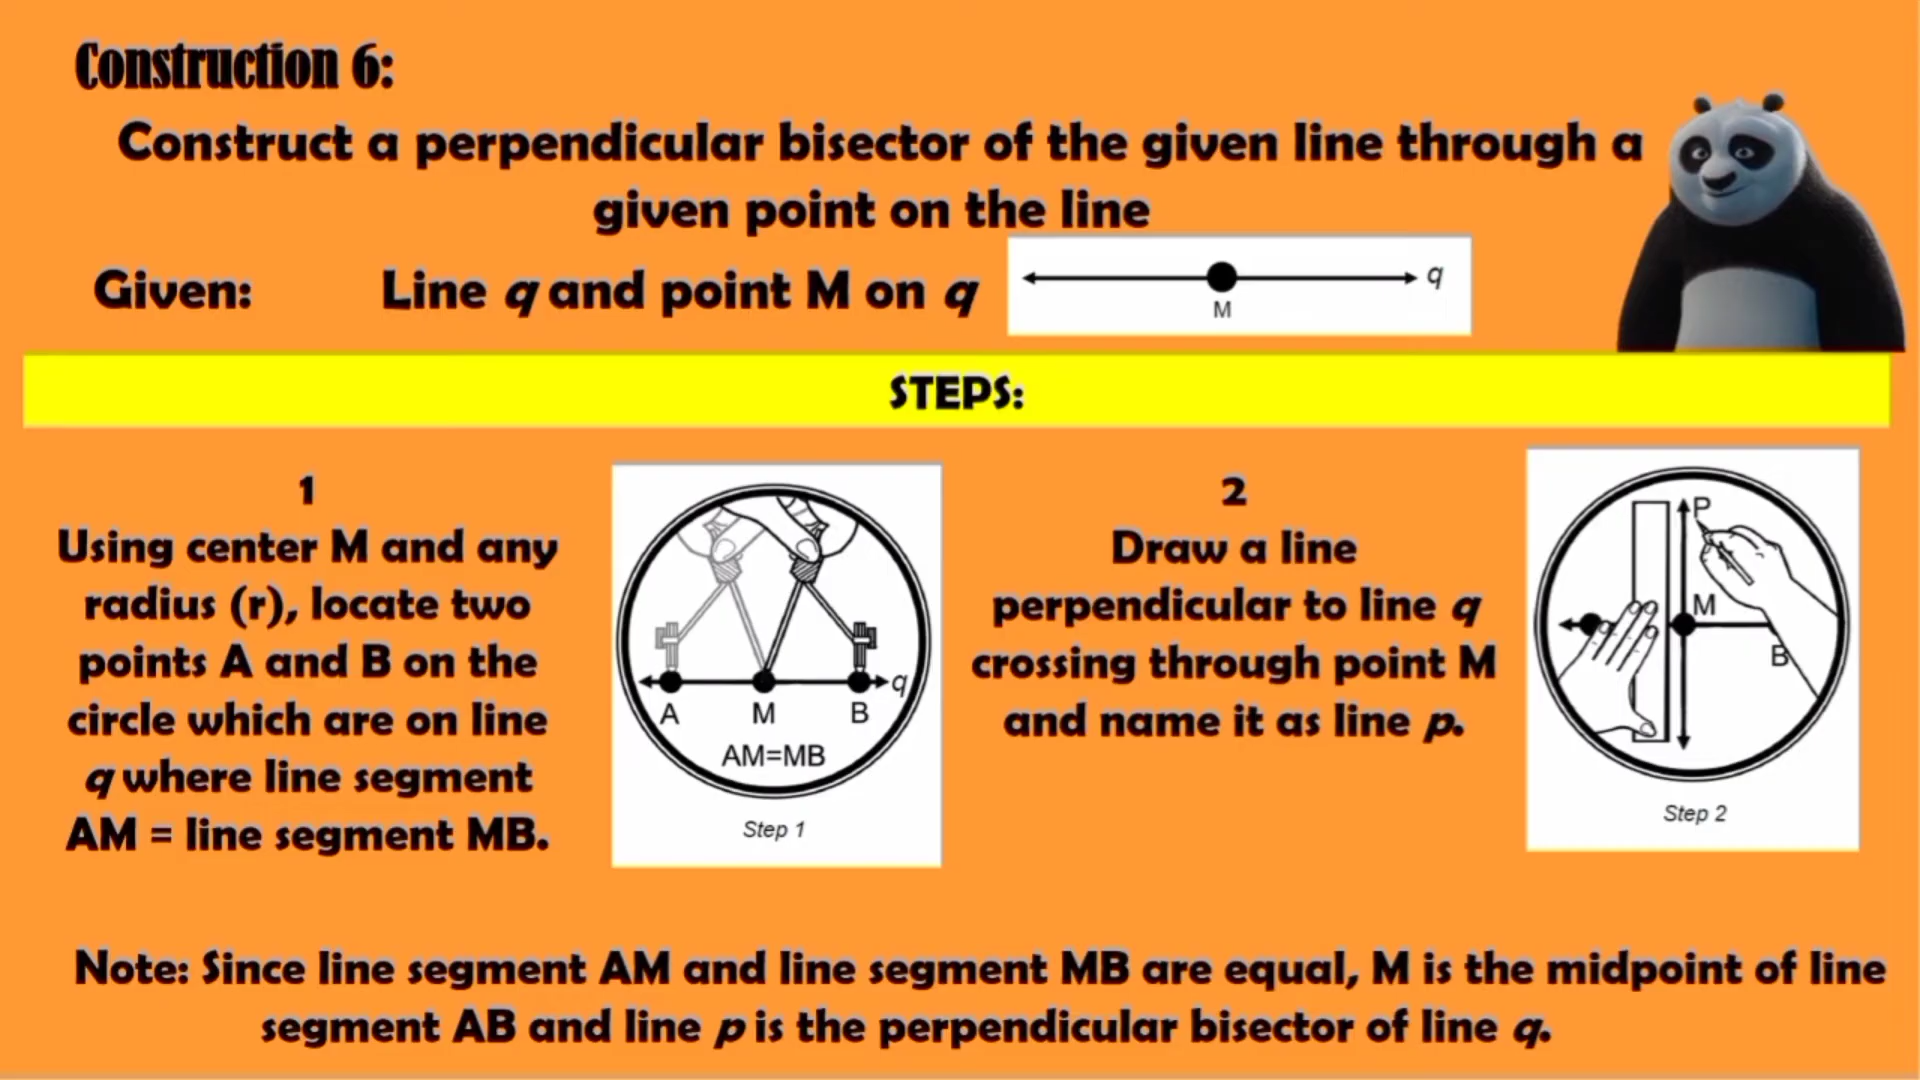 Construction 6:
Construct a perpendicular bisector of the given line through a
given point on the line
Given: Line q and point M on q
q
M
STEPS:
1
Using center M and any
radius (r), locate two
points A and B on the
circle which are on line
q where line segment
AM = line segment MB.
q
A M B
AM=MB
Step 1
2
Draw a line
perpendicular to line q
crossing through point M
and name it as line p.
P
M
B
Step 2
Note: Since line segment AM and line segment MB are equal, M is the midpoint of line
segment AB and line p is the perpendicular bisector of line q.